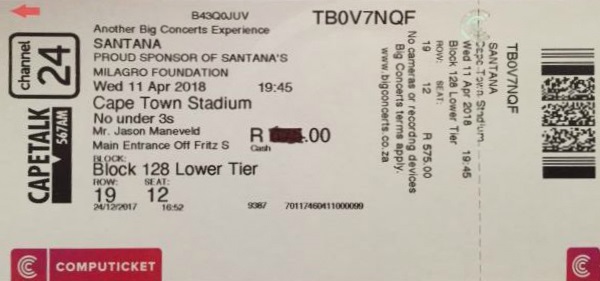 B43Q0JUV
TB0V7NQF
Another Big Concerts Experience
SANTANA
PROUD SPONSOR OF SANTANA'S
MILAGRO FOUNDATION
Wed 11 Apr 2018 19:45
Cape Town Stadium
No under 3s
Mr. Jason Maneveld
R .00
Main Entrance Off Fritz S
Cash
BLOCK:
Block 128 Lower Tier
ROW: SEAT:
19 12
24/12/2017 16:52 9387 70117460411000099
channel
24
CAPETALK
567AM
COMPUTICKET
No cameras or recording devices
Big Concerts terms apply.
www.bigconcerts.co.za
ROW: SEAT:
19 12 R 575.00
Block 128 Lower Tier
Wed 11 Apr 2018 19:45
Cape Town Stadium
SANTANA
TB0V7NQF